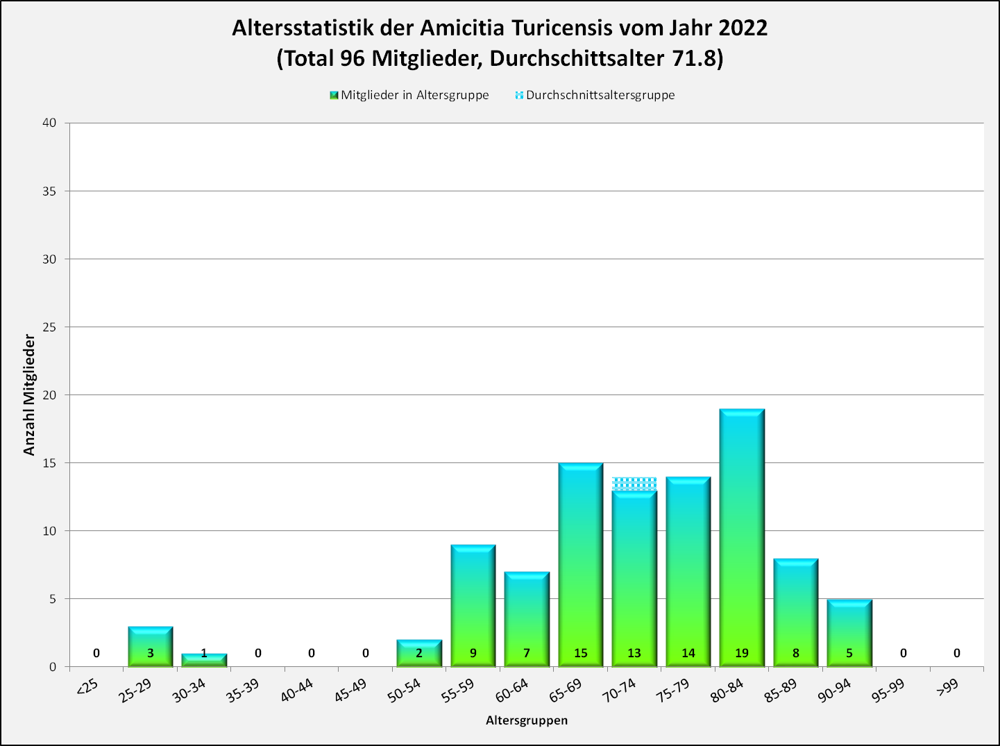 Altersstatistik der Amicitia Turicensis vom Jahr 2022
(Total 96 Mitglieder, Durchschittsalter 71.8)
Mitglieder in Altersgruppe Durchschnittsaltersgruppe
40
35
30
25
20
15
10
5
0
Anzahl Mitglieder
0 3 1 0 0 0 2 9 7 15 13 14 19 8 5 0 0
<25 25-29 30-34 35-39 40-44 45-49 50-54 55-59 60-64 65-69 70-74 75-79 80-84 85-89 90-94 95-99 >99
Altersgruppen